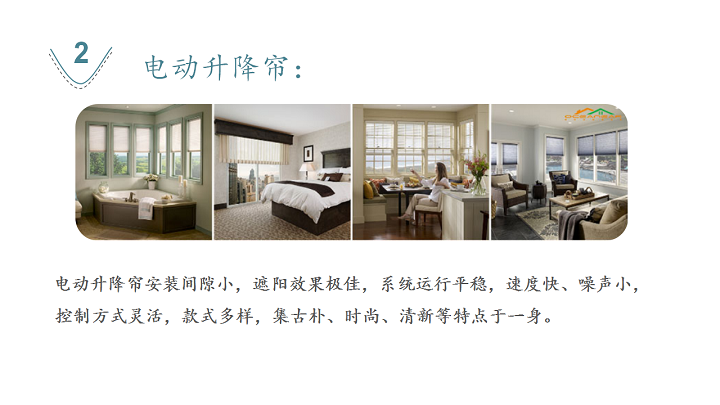 2
电动升降帘：
电动升降帘安装间隙小，遮阳效果极佳，系统运行平稳，速度快、噪声小，
控制方式灵活，款式多样，集古朴、时尚、清新等特点于一身。